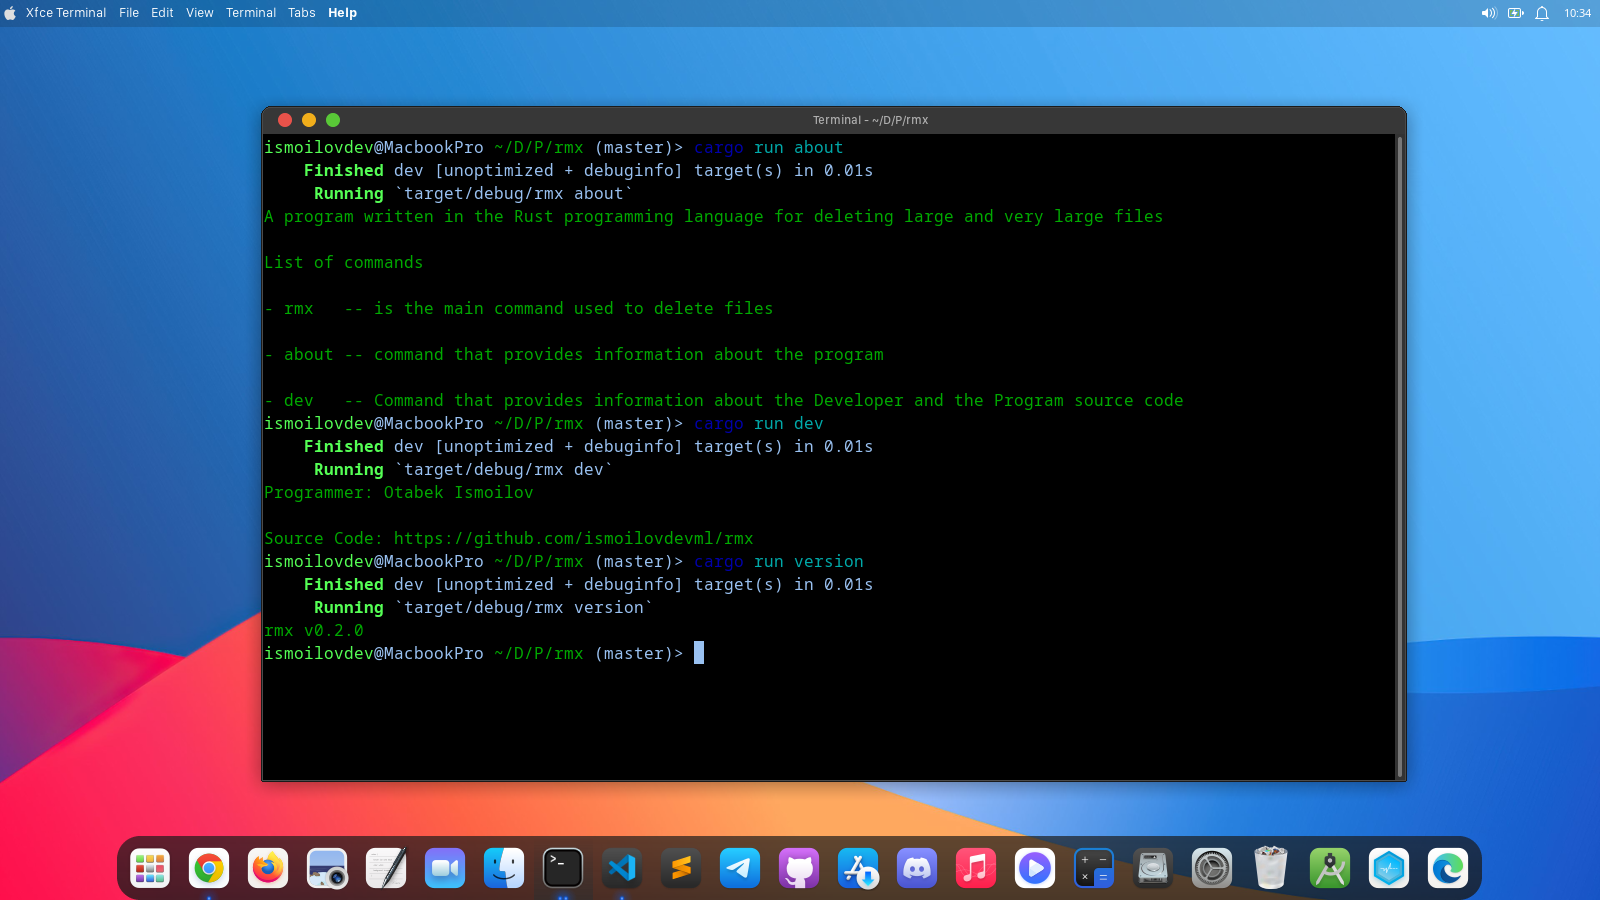 Xfce Terminal File Edit View Terminal Tabs Help 10:34
Terminal - ~/D/P/rmx
ismoilovdev@MacbookPro ~/D/P/rmx (master)> cargo run about
Finished dev [unoptimized + debuginfo] target(s) in 0.01s
Running `target/debug/rmx about`
A program written in the Rust programming language for deleting large and very large files
List of commands
- rmx   -- is the main command used to delete files
- about -- command that provides information about the program
- dev   -- Command that provides information about the Developer and the Program source code
ismoilovdev@MacbookPro ~/D/P/rmx (master)> cargo run dev
Finished dev [unoptimized + debuginfo] target(s) in 0.01s
Running `target/debug/rmx dev`
Programmer: Otabek Ismoilov
Source Code: https://github.com/ismoilovdevml/rmx
ismoilovdev@MacbookPro ~/D/P/rmx (master)> cargo run version
Finished dev [unoptimized + debuginfo] target(s) in 0.01s
Running `target/debug/rmx version`
rmx v0.2.0
ismoilovdev@MacbookPro ~/D/P/rmx (master)>